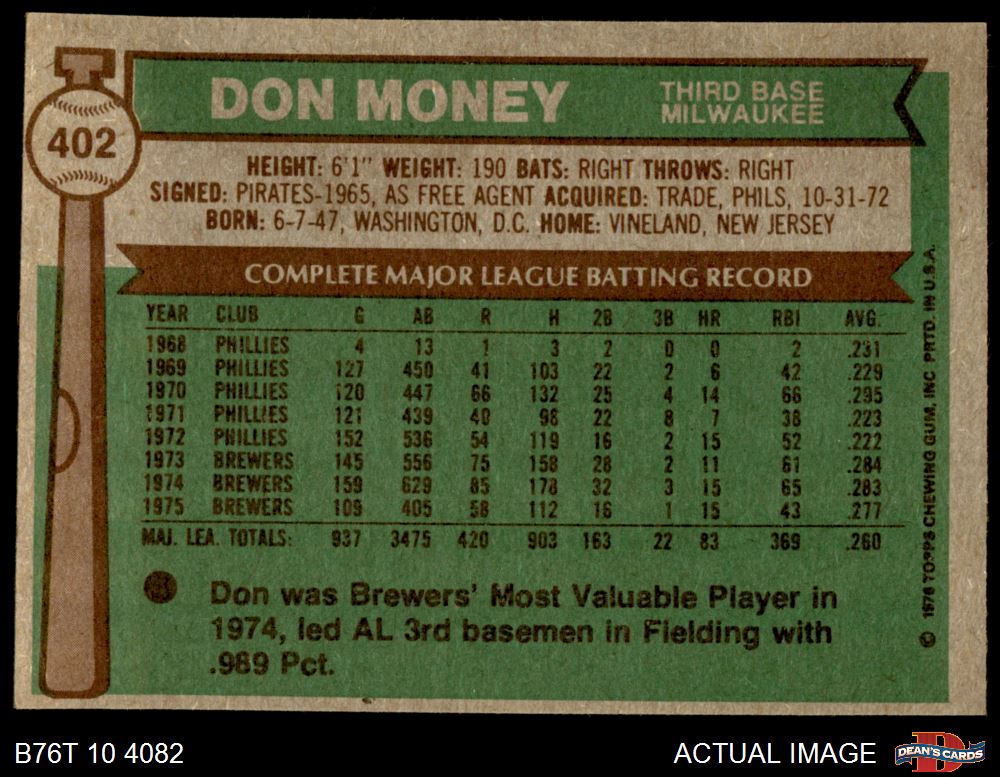 402
DON MONEY
THIRD BASE
MILWAUKEE
HEIGHT: 6'1" WEIGHT: 190 BATS: RIGHT THROWS: RIGHT
SIGNED: PIRATES-1965, AS FREE AGENT ACQUIRED: TRADE, PHILS, 10-31-72
BORN: 6-7-47, WASHINGTON, D.C. HOME: VINELAND, NEW JERSEY
COMPLETE MAJOR LEAGUE BATTING RECORD
YEAR CLUB G AB R H 2B 3B HR RBI AVG.
1968 PHILLIES 4 13 1 3 2 0 0 2 .231
1969 PHILLIES 127 450 41 103 22 2 6 42 .229
1970 PHILLIES 120 447 66 132 25 4 14 66 .295
1971 PHILLIES 121 439 40 98 22 8 7 38 .223
1972 PHILLIES 152 536 54 119 16 2 15 52 .222
1973 BREWERS 145 556 75 158 28 2 11 61 .284
1974 BREWERS 159 629 85 178 32 3 15 65 .283
1975 BREWERS 109 405 58 112 16 1 15 43 .277
MAJ. LEA. TOTALS: 937 3475 420 903 163 22 83 369 .260
Don was Brewers' Most Valuable Player in
1974, led AL 3rd basemen in Fielding with
.989 Pct.
© 1976 TOPPS CHEWING GUM, INC PRTD. IN U.S.A.
B76T 10 4082
ACTUAL IMAGE
DEAN'S CARDS